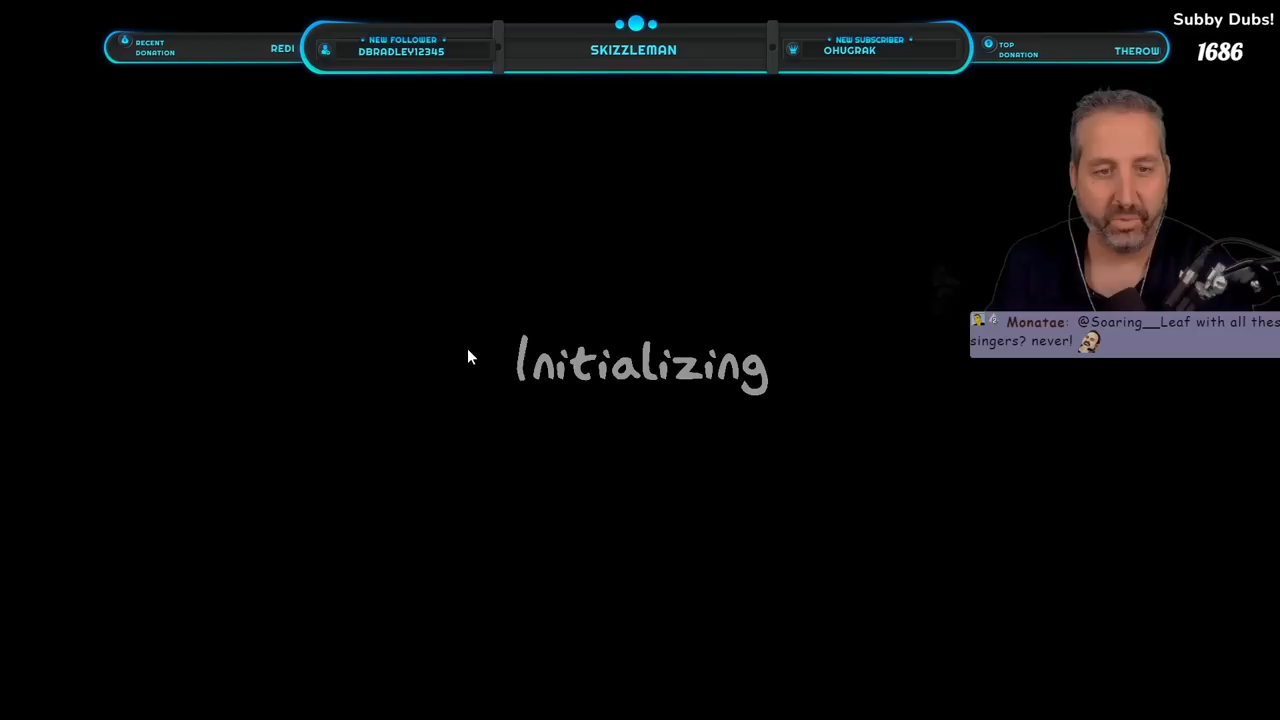 Subby Dubs!
1686
RECENT
DONATION
REDI
NEW FOLLOWER
DBRADLEY12345
SKIZZLEMAN
NEW SUBSCRIBER
OHUGRAK
TOP
DONATION
THEROW
Monatae: @Soaring__Leaf with all thes
singers? never!
Initializing